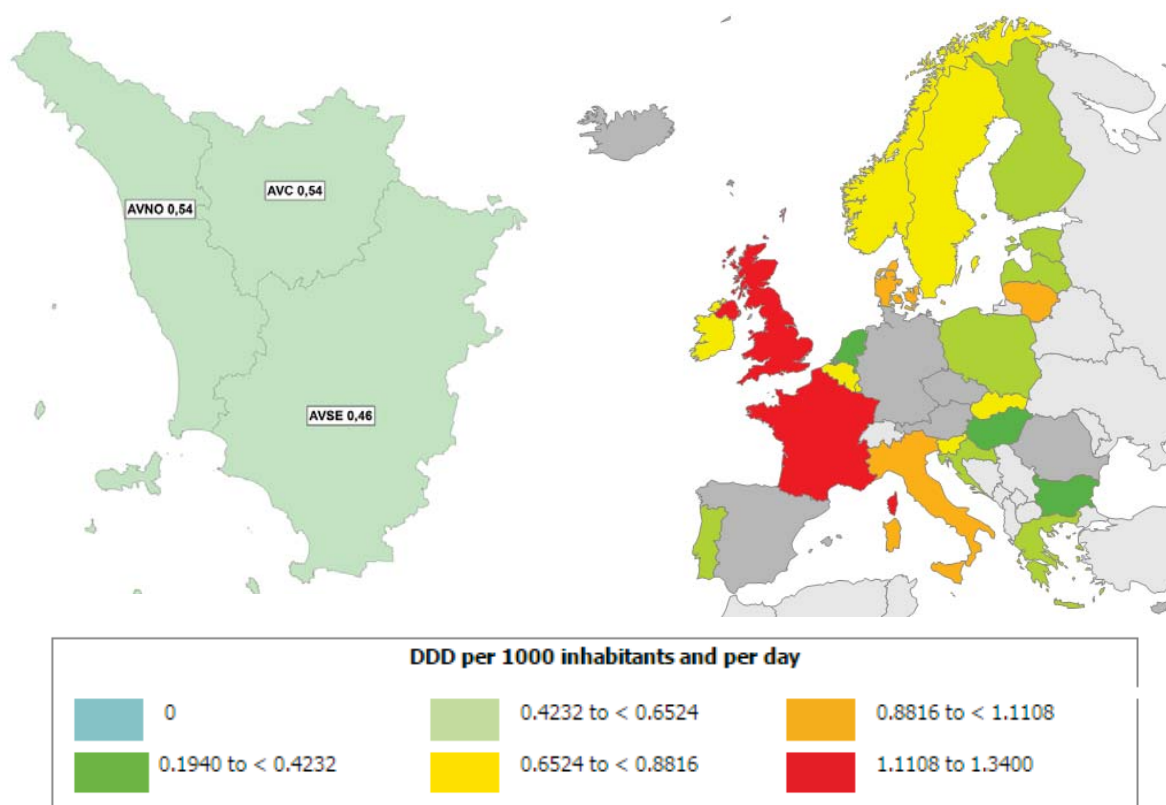 AVC 0,54
AVNO 0,54
AVSE 0,46
DDD per 1000 inhabitants and per day
0
0.4232 to < 0.6524
0.8816 to < 1.1108
0.1940 to < 0.4232
0.6524 to < 0.8816
1.1108 to 1.3400